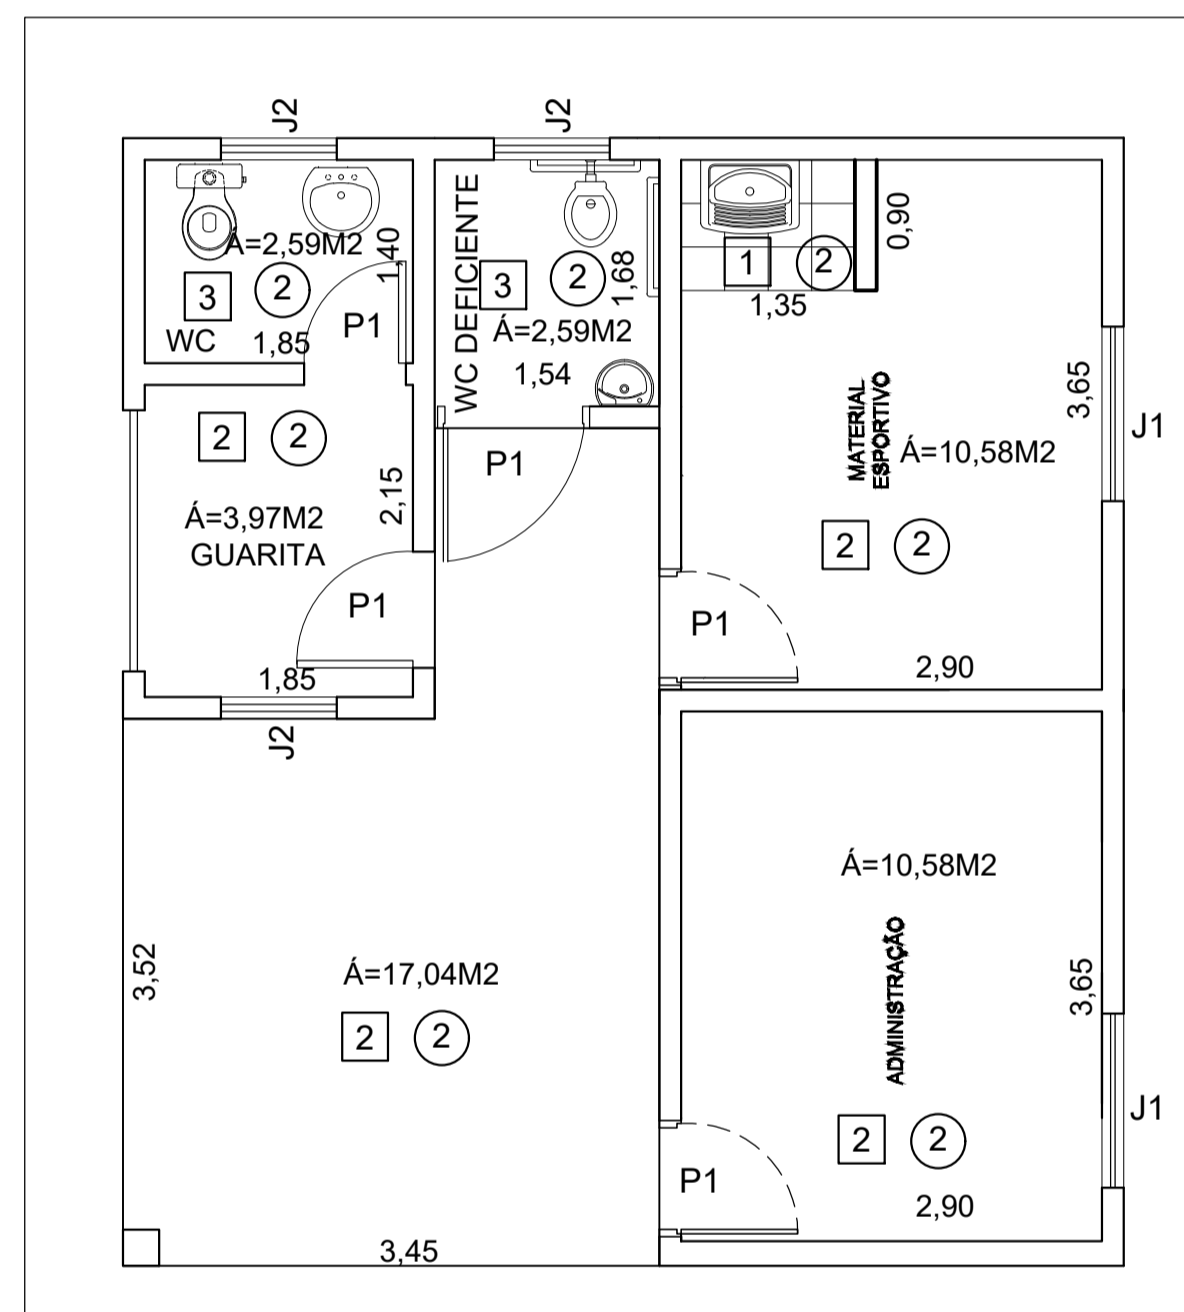 J2
J2
Á=2,59M2
1,40
3
2
WC
1,85
P1
WC DEFICIENTE
3
2
1,68
Á=2,59M2
1,54
1
2
1,35
0,90
MATERIAL
ESPORTIVO
3,65
J1
Á=10,58M2
2
2
P1
2,90
2
2
Á=3,97M2
GUARITA
2,15
P1
P1
1,85
J2
3,52
Á=17,04M2
2
2
3,45
Á=10,58M2
ADMINISTRAÇÃO
3,65
J1
2
2
P1
2,90